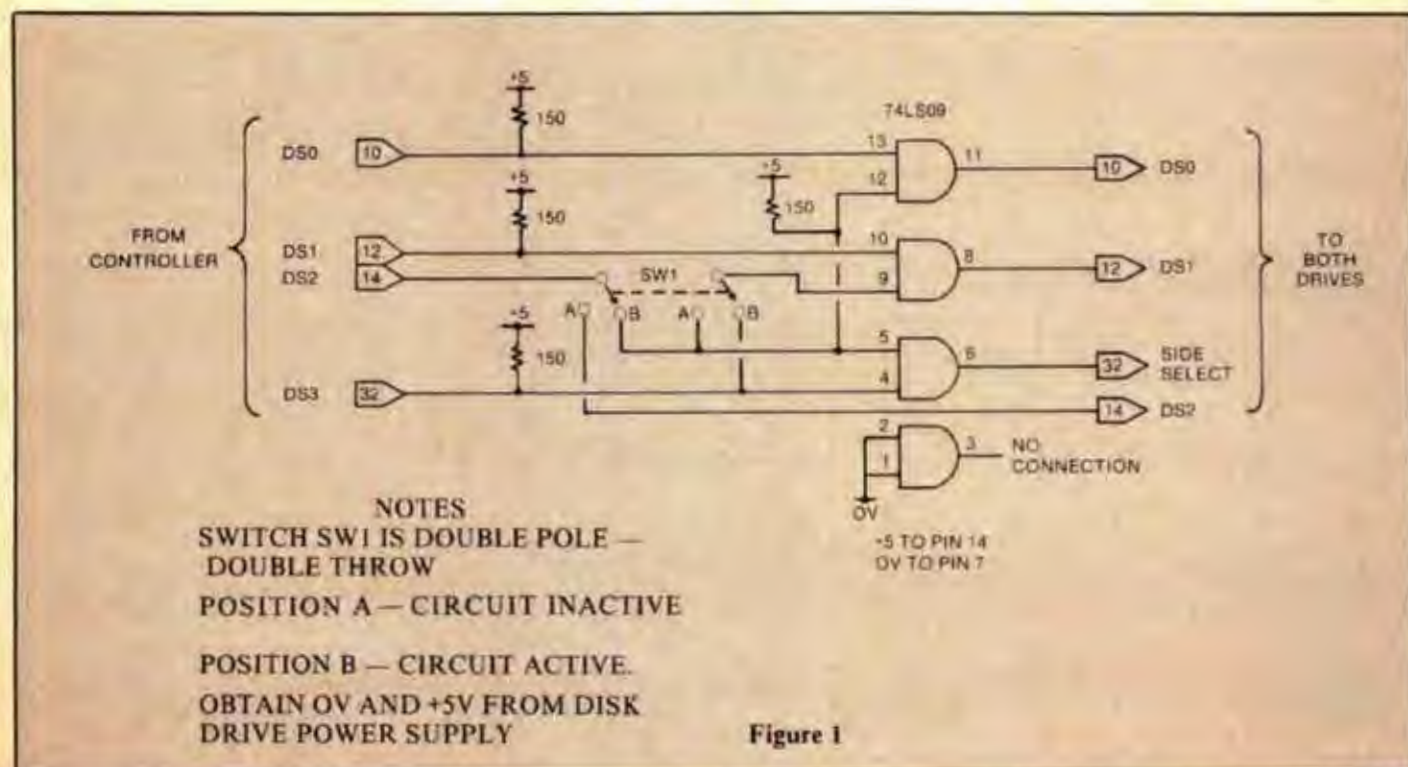 +5
150
74LS09
DS0 10
13
11
10 DS0
12
+5
150
+5
150
FROM
CONTROLLER
DS1 12
10
8
12 DS1
DS2 14
SW1
9
TO
BOTH
DRIVES
A B A B
+5
150
5
6
32 SIDE
SELECT
DS3 32
4
14 DS2
2
1
3 NO
CONNECTION
0V
+5 TO PIN 14
0V TO PIN 7
NOTES
SWITCH SW1 IS DOUBLE POLE —
DOUBLE THROW
POSITION A — CIRCUIT INACTIVE
POSITION B — CIRCUIT ACTIVE.
OBTAIN 0V AND +5V FROM DISK
DRIVE POWER SUPPLY
Figure 1